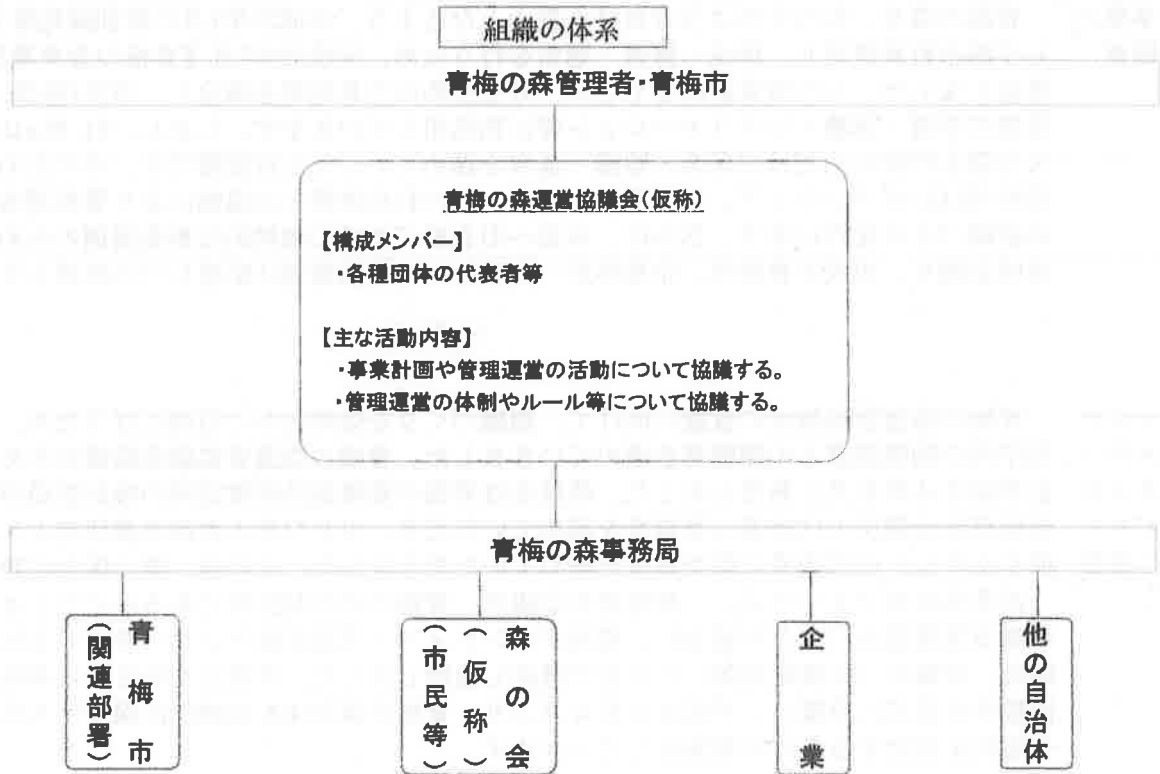 組織の体系
青梅の森管理者・青梅市
青梅の森運営協議会(仮称)
【構成メンバー】
・各種団体の代表者等
【主な活動内容】
・事業計画や管理運営の活動について協議する。
・管理運営の体制やルール等について協議する。
青梅の森事務局
青梅市
(関連部署)
森の会
(仮称)
(市民等)
企業
他の自治体